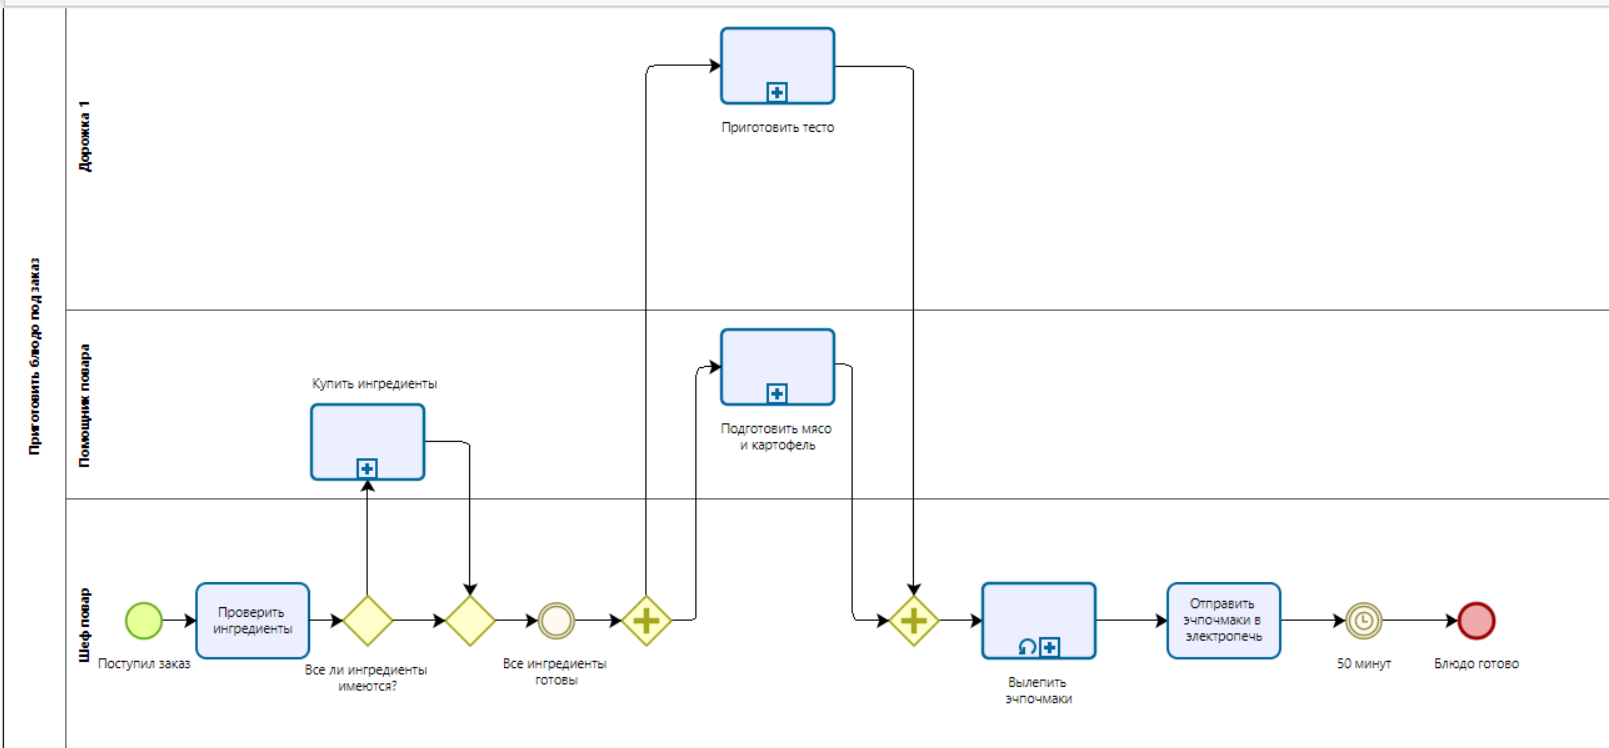 Приготовить блюдо под заказ
Дорожка 1
Приготовить тесто
Помощник повара
Купить ингредиенты
Подготовить мясо
и картофель
Шеф повар
Поступил заказ
Проверить
ингредиенты
Все ли ингредиенты
имеются?
Все ингредиенты
готовы
Вылепить
эчпочмаки
Отправить
эчпочмаки в
электропечь
50 минут
Блюдо готово